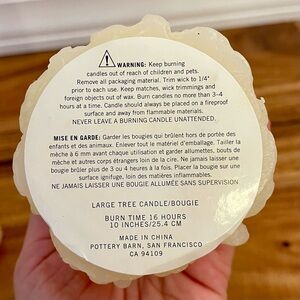 ⚠ WARNING: Keep burning
candles out of reach of children and pets.
Remove all packaging material. Trim wick to 1/4"
prior to each use. Keep matches, wick trimmings and
foreign objects out of wax. Burn candles no more than 3–4
hours at a time. Candle should always be placed on a fireproof
surface and away from flammable materials.
NEVER LEAVE A BURNING CANDLE UNATTENDED.
MISE EN GARDE: Garder les bougies qui brûlent hors de portée des
enfants et des animaux. Enlever tout le matériel d'emballage. Tailler la
mèche à 6 mm avant chaque utilisation et garder allumettes, bouts de
mèche et autres corps étrangers loin de la cire. Ne jamais laisser une
bougie brûler plus de 3 ou 4 heures à la fois. Placer la bougie sur une
surface ignifuge, loin des matières inflammables.
NE JAMAIS LAISSER UNE BOUGIE ALLUMÉE SANS SUPERVISION
LARGE TREE CANDLE/BOUGIE
BURN TIME 16 HOURS
10 INCHES/25.4 CM
MADE IN CHINA
POTTERY BARN, SAN FRANCISCO
CA 94109